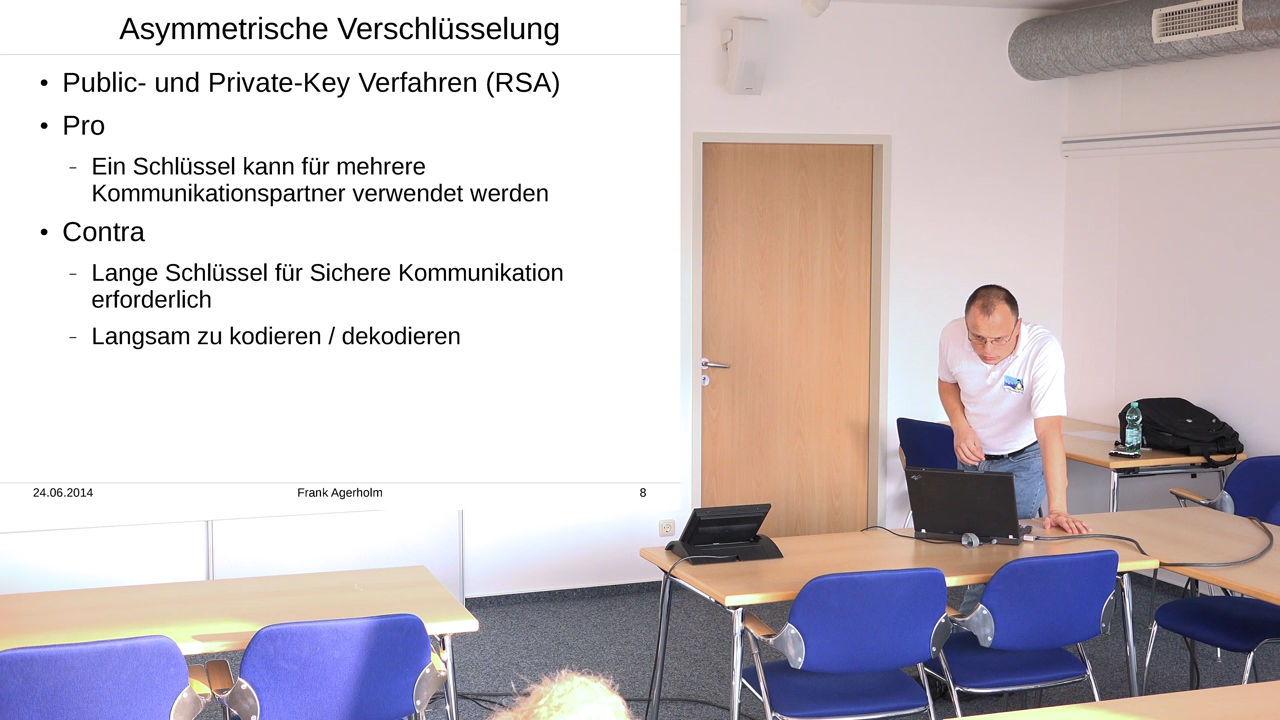 Asymmetrische Verschlüsselung
• Public- und Private-Key Verfahren (RSA)
• Pro
– Ein Schlüssel kann für mehrere
Kommunikationspartner verwendet werden
• Contra
– Lange Schlüssel für Sichere Kommunikation
erforderlich
– Langsam zu kodieren / dekodieren
24.06.2014
Frank Agerholm
8